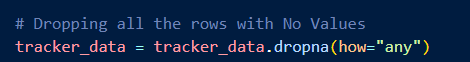 # Dropping all the rows with No Values
tracker_data = tracker_data.dropna(how="any")